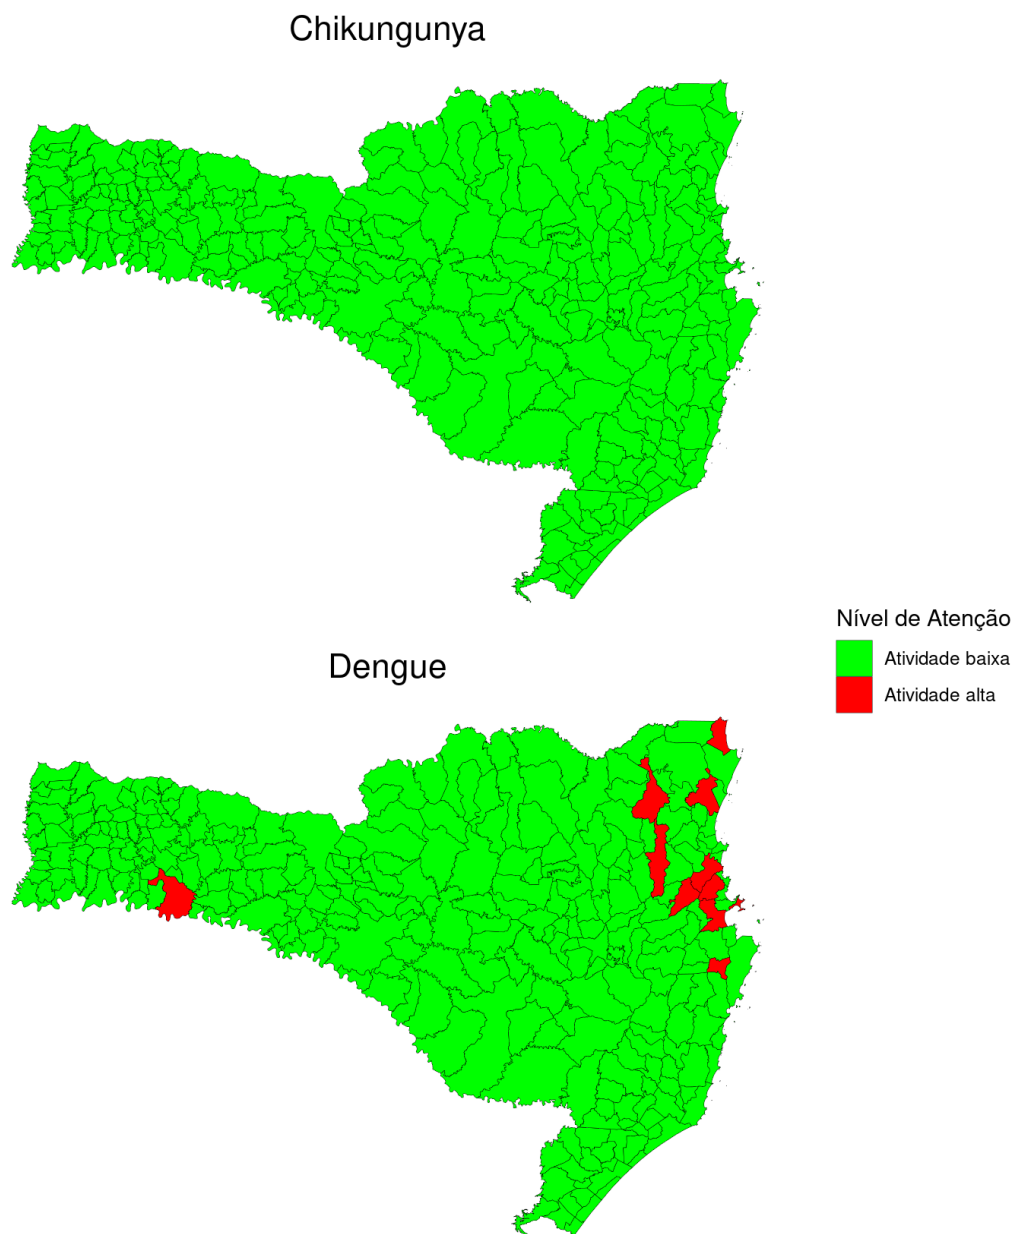 Chikungunya
Dengue
Nível de Atenção
Atividade baixa
Atividade alta